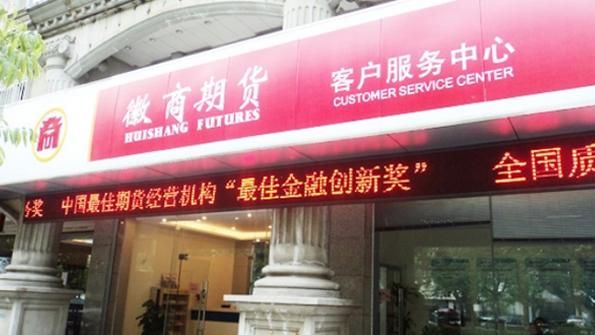 商
徽商期货
HUISHANG FUTURES
客户服务中心
CUSTOMER SERVICE CENTER
务奖 中国最佳期货经营机构“最佳金融创新奖” 全国质